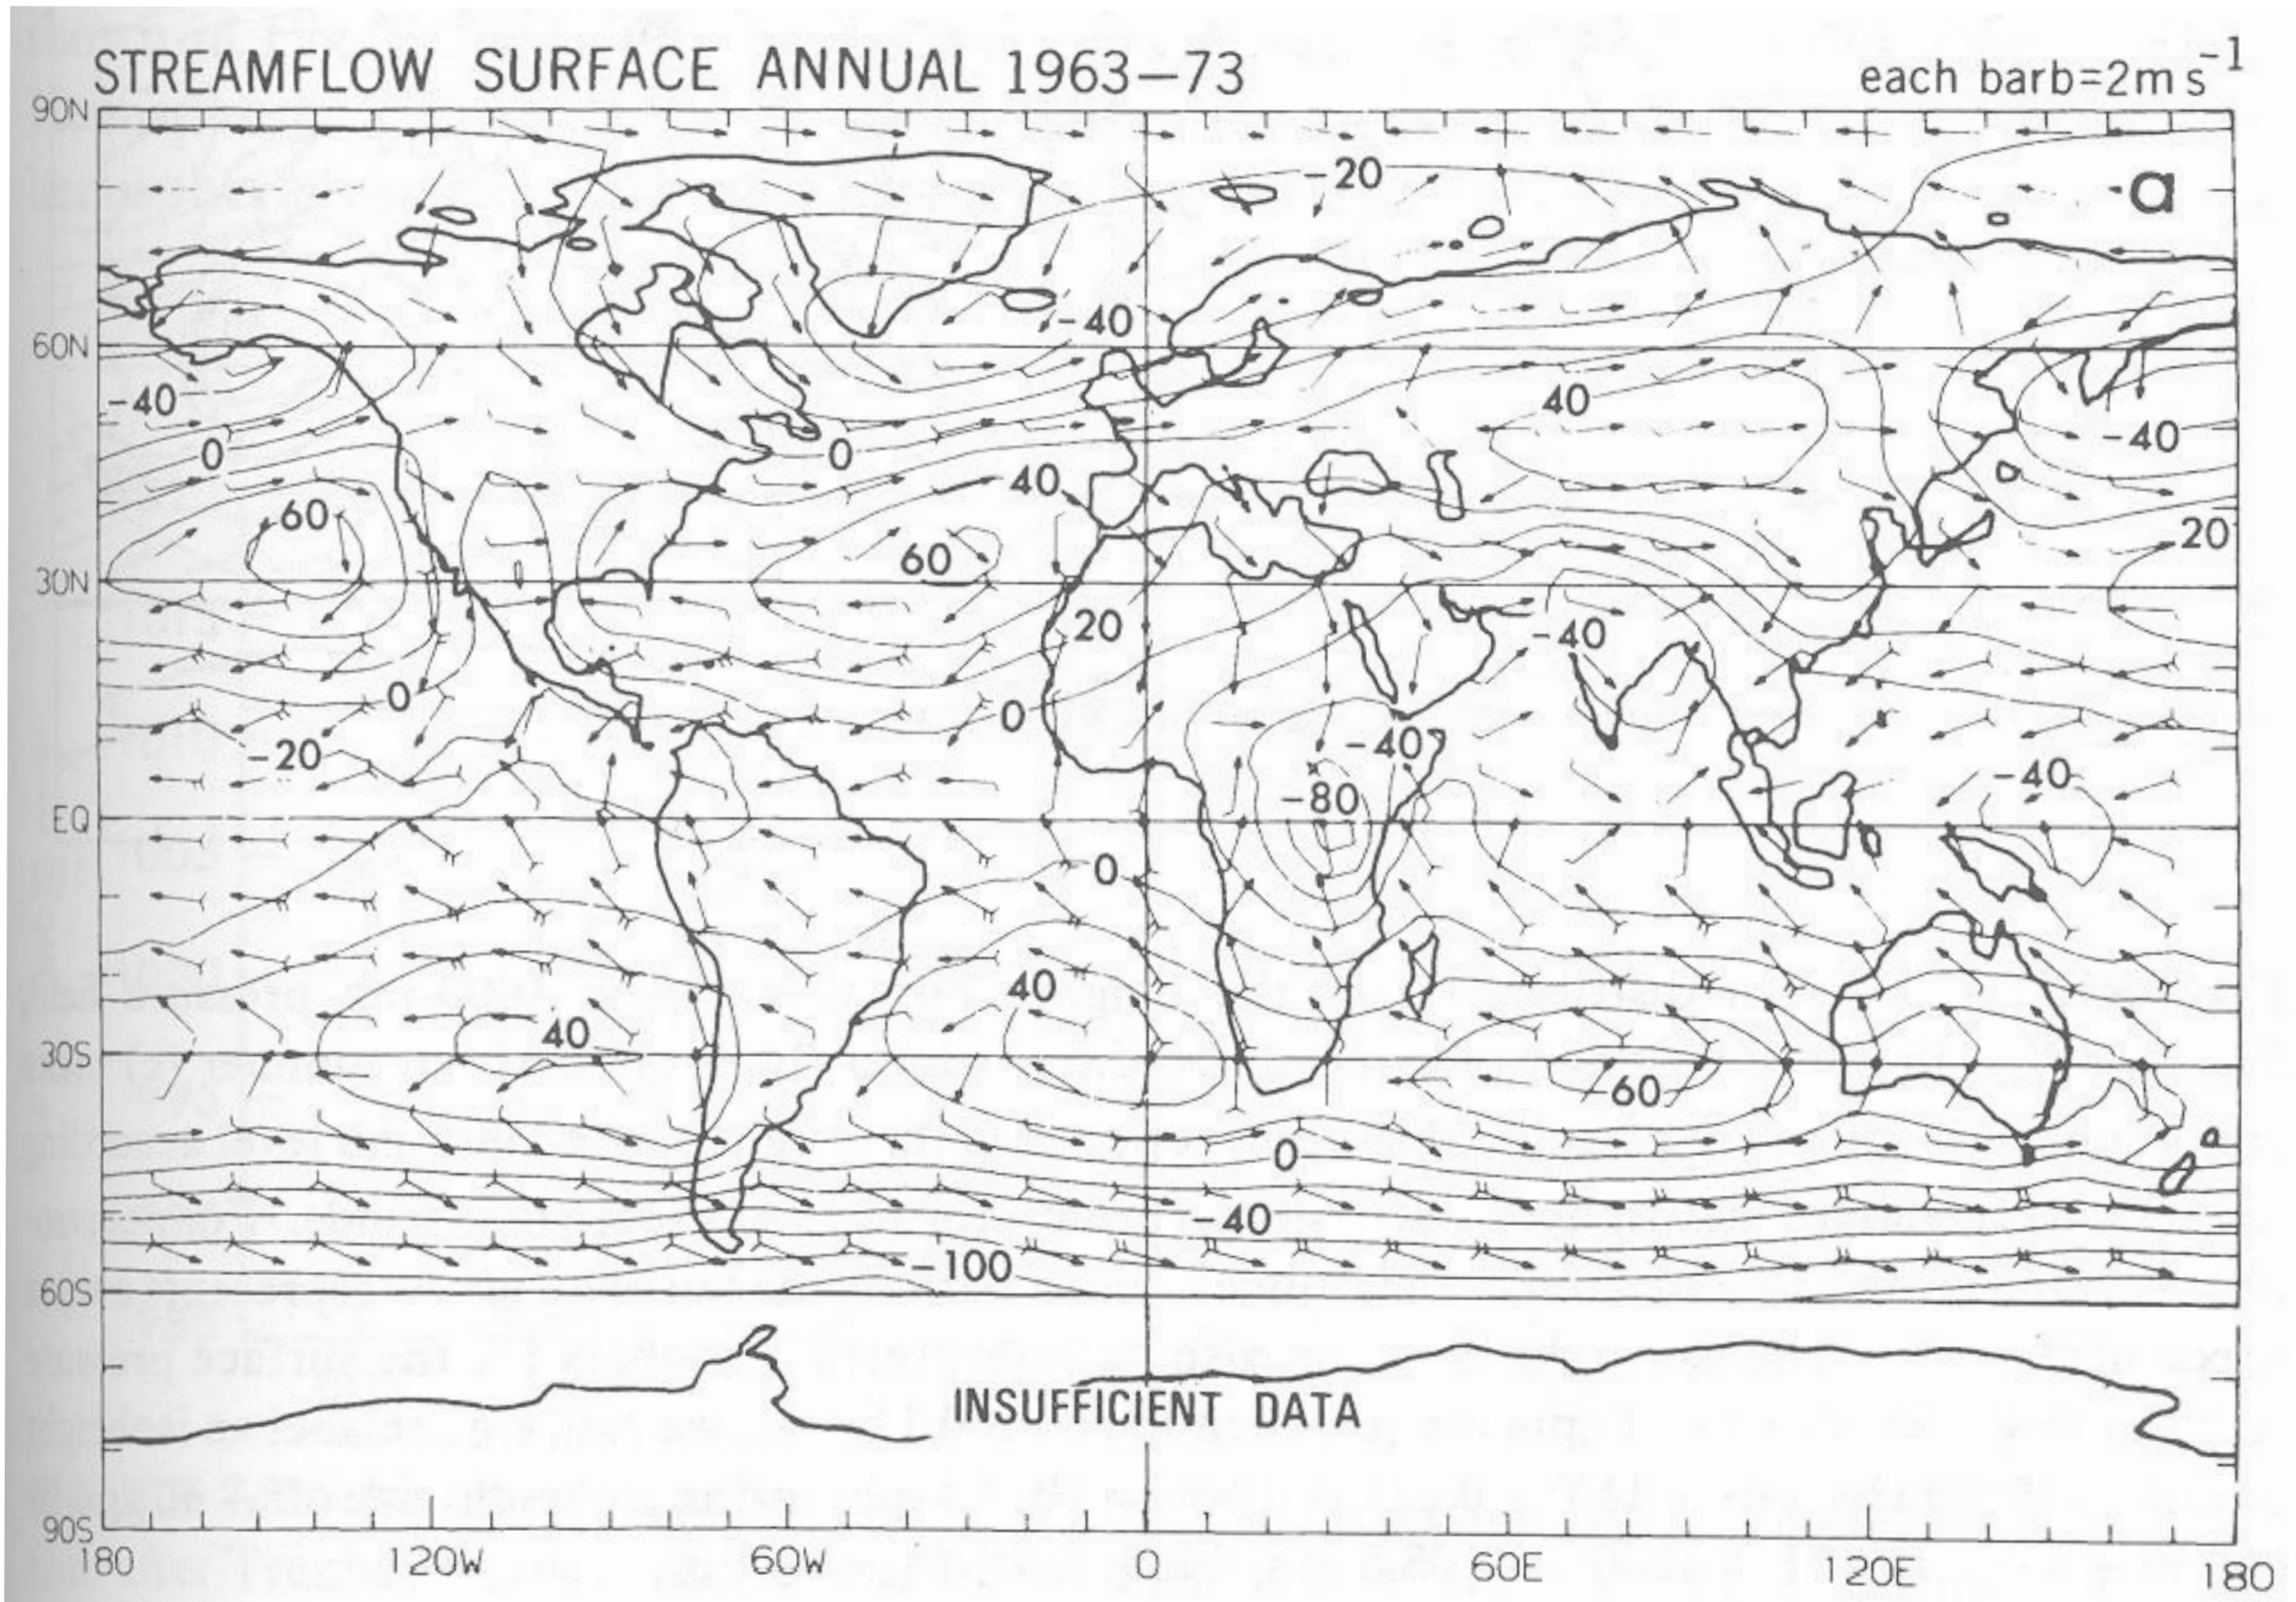 STREAMFLOW SURFACE ANNUAL 1963–73 each barb=2ms⁻¹
90N
-20 a
-40
60N
-40 40
0 0 -40
40
60 20
60
30N
20 -40
0 0
-20 -40 -40
-80
EQ
0
40
40
30S
60
0
-40
-100
60S
INSUFFICIENT DATA
90S
180 120W 60W 0 60E 120E 180